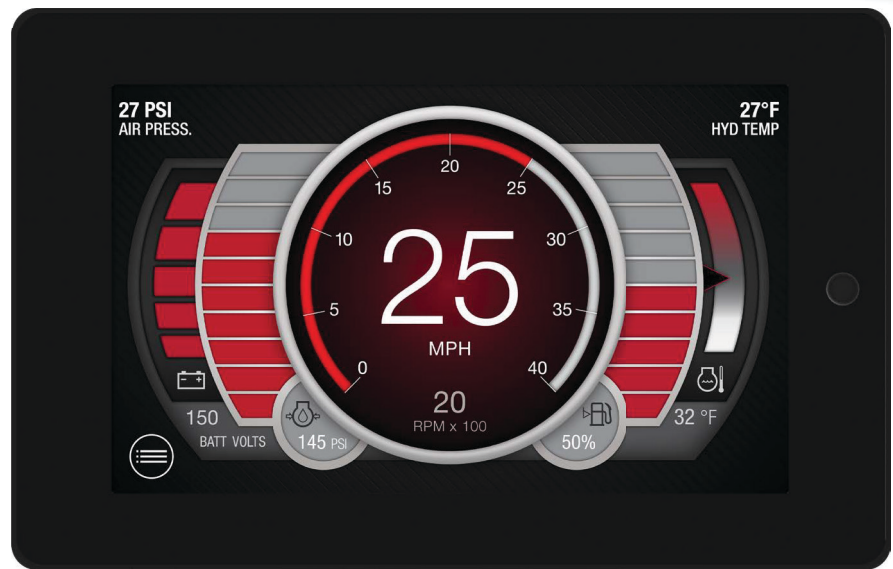 27 PSI
AIR PRESS.
27°F
HYD TEMP
20
15
25
10
30
5
35
0
40
25
MPH
20
RPM x 100
150
BATT VOLTS
145 PSI
50%
32 °F